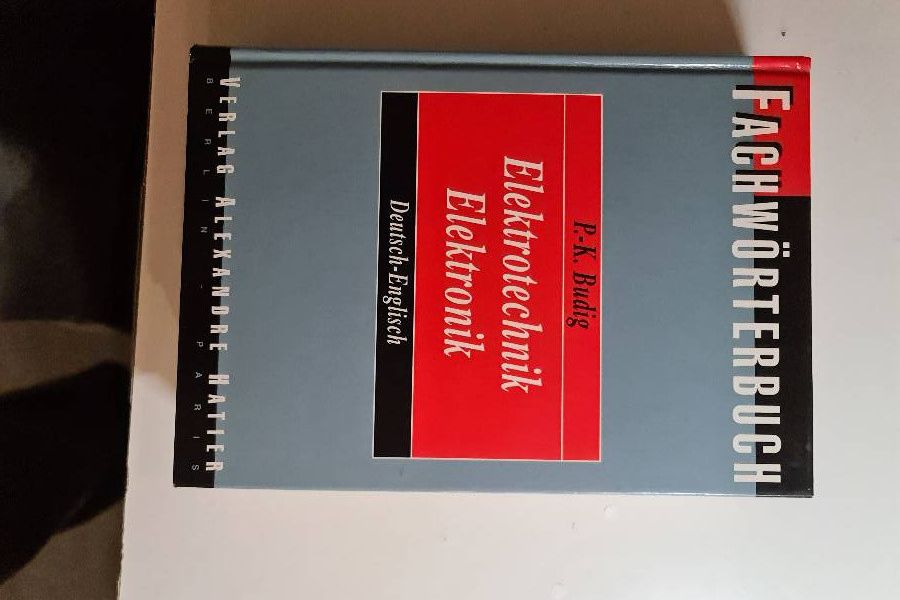 FACHWÖRTERBUCH
P.-K. Budig
Elektrotechnik
Elektronik
Deutsch-Englisch
VERLAG ALEXANDRE HATIER
BERLIN-PARIS